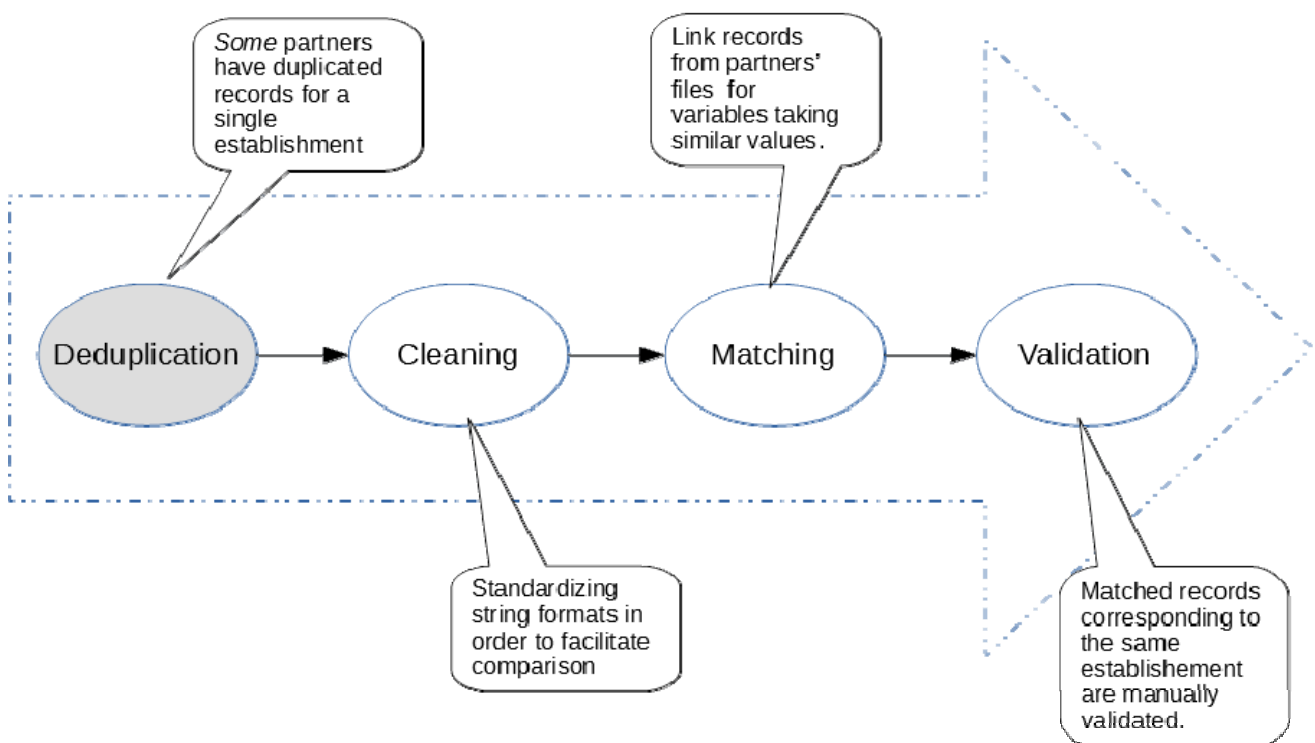 Some partners
have duplicated
records for a
single
establishment
Link records
from partners'
files for
variables taking
similar values.
Deduplication
Cleaning
Matching
Validation
Standardizing
string formats in
order to facilitate
comparison
Matched records
corresponding to
the same
establishement
are manually
validated.